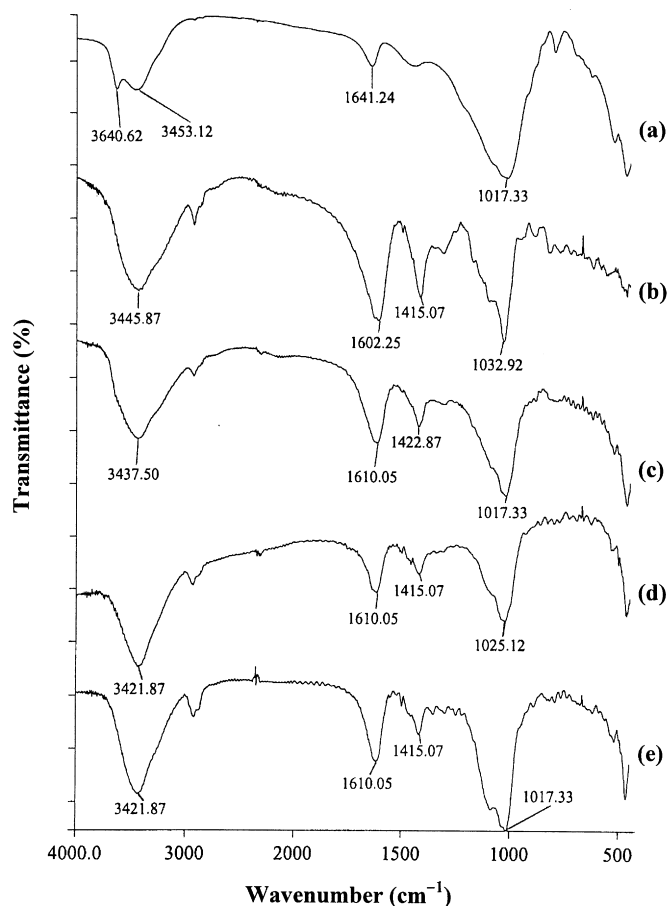 3640.62
3453.12
1641.24
1017.33
(a)
3445.87
1602.25
1415.07
1032.92
(b)
3437.50
1610.05
1422.87
1017.33
(c)
3421.87
1610.05
1415.07
1025.12
(d)
3421.87
1610.05
1415.07
1017.33
(e)
Transmittance (%)
4000.0 3000 2000 1500 1000 500
Wavenumber (cm⁻¹)